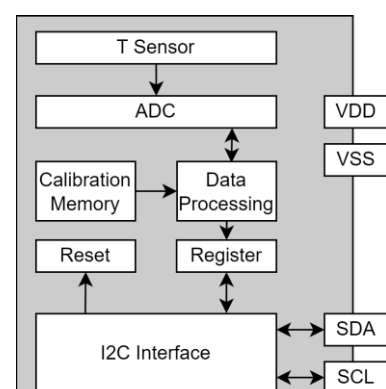 T Sensor
ADC
VDD
VSS
Calibration
Memory
Data
Processing
Reset
Register
I2C Interface
SDA
SCL